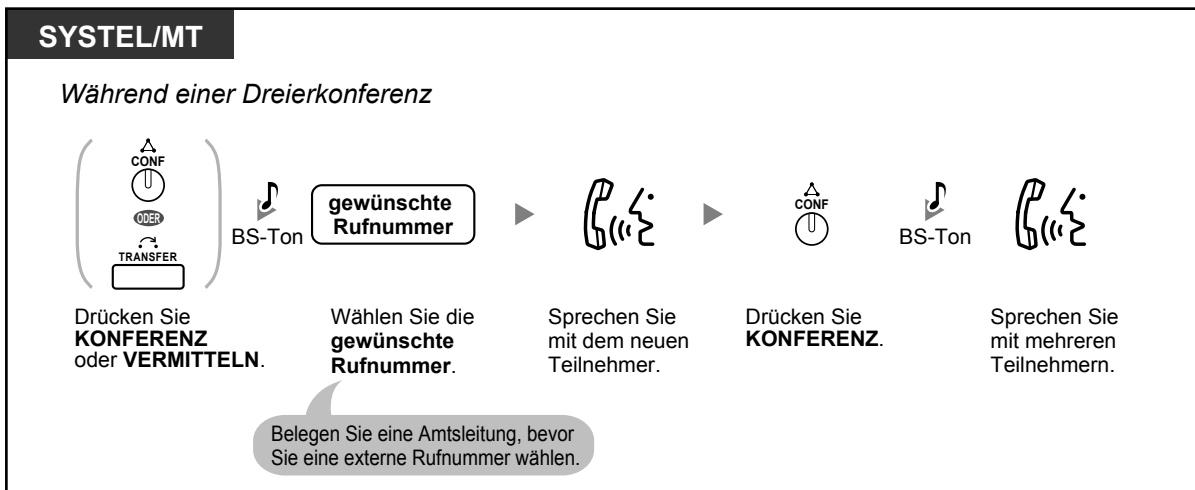 SYSTEL/MT
Während einer Dreierkonferenz
CONF
ODER
TRANSFER
BS-Ton
gewünschte
Rufnummer
CONF
BS-Ton
Drücken Sie
KONFERENZ
oder VERMITTELN.
Wählen Sie die
gewünschte
Rufnummer.
Sprechen Sie
mit dem neuen
Teilnehmer.
Drücken Sie
KONFERENZ.
Sprechen Sie
mit mehreren
Teilnehmern.
Belegen Sie eine Amtsleitung, bevor
Sie eine externe Rufnummer wählen.